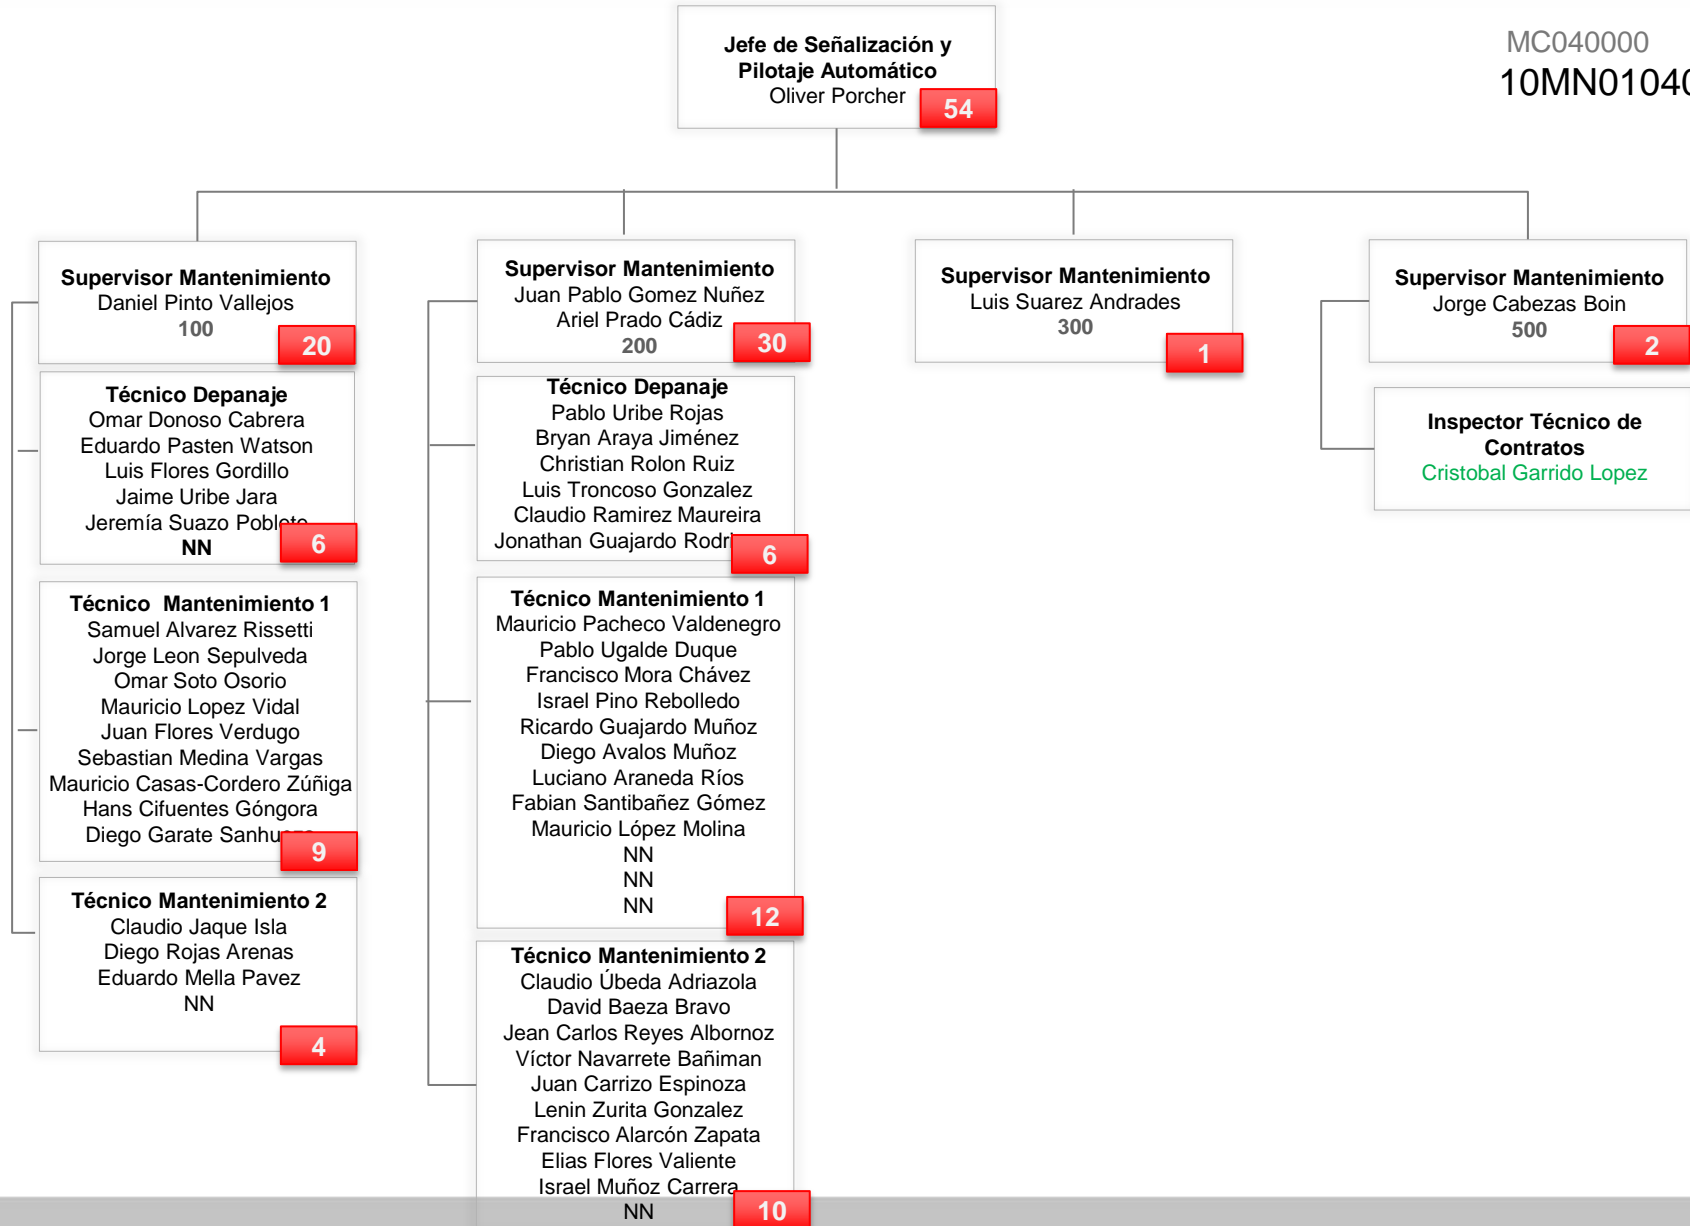 Jefe de Señalización y
Pilotaje Automático
Oliver Porcher
54
MC040000
10MN01040
Supervisor Mantenimiento
Daniel Pinto Vallejos
100
20
Técnico Depanaje
Omar Donoso Cabrera
Eduardo Pasten Watson
Luis Flores Gordillo
Jaime Uribe Jara
Jeremía Suazo Poblete
NN
6
Técnico Mantenimiento 1
Samuel Alvarez Rissetti
Jorge Leon Sepulveda
Omar Soto Osorio
Mauricio Lopez Vidal
Juan Flores Verdugo
Sebastian Medina Vargas
Mauricio Casas-Cordero Zúñiga
Hans Cifuentes Góngora
Diego Garate Sanhueza
9
Técnico Mantenimiento 2
Claudio Jaque Isla
Diego Rojas Arenas
Eduardo Mella Pavez
NN
4
Supervisor Mantenimiento
Juan Pablo Gomez Nuñez
Ariel Prado Cádiz
200
30
Técnico Depanaje
Pablo Uribe Rojas
Bryan Araya Jiménez
Christian Rolon Ruiz
Luis Troncoso Gonzalez
Claudio Ramirez Maureira
Jonathan Guajardo
6
Técnico Mantenimiento 1
Mauricio Pacheco Valdenegro
Pablo Ugalde Duque
Francisco Mora Chávez
Israel Pino Rebolledo
Ricardo Guajardo Muñoz
Diego Avalos Muñoz
Luciano Araneda Ríos
Fabian Santibañez Gómez
Mauricio López Molina
NN
NN
NN
12
Técnico Mantenimiento 2
Claudio Úbeda Adriazola
David Baeza Bravo
Jean Carlos Reyes Albornoz
Víctor Navarrete Bañiman
Juan Carrizo Espinoza
Lenin Zurita Gonzalez
Francisco Alarcón Zapata
Elias Flores Valiente
Israel Muñoz Carrera
NN
10
Supervisor Mantenimiento
Luis Suarez Andrades
300
1
Supervisor Mantenimiento
Jorge Cabezas Boin
500
2
Inspector Técnico de
Contratos
Cristobal Garrido Lopez